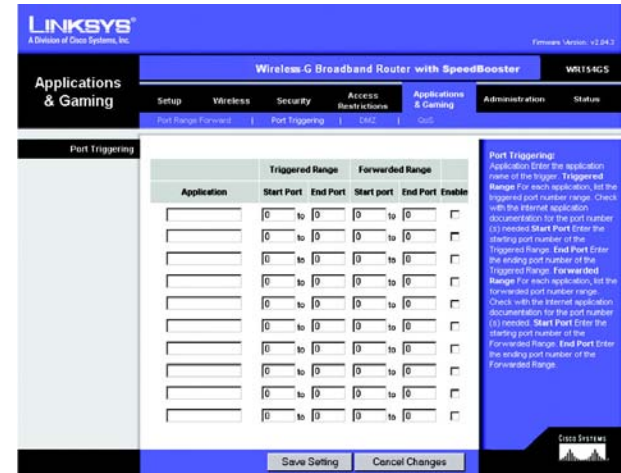 LINKSYS®
A Division of Cisco Systems, Inc.
Firmware Version: v2.04.3
Wireless-G Broadband Router with SpeedBooster
WRT54GS
Applications
& Gaming
Setup Wireless Security Access Restrictions Applications & Gaming Administration Status
Port Range Forward | Port Triggering | DMZ | QoS
Port Triggering
Triggered Range Forwarded Range
Application Start Port End Port Start port End Port Enable
0 to 0 0 to 0
0 to 0 0 to 0
0 to 0 0 to 0
0 to 0 0 to 0
0 to 0 0 to 0
0 to 0 0 to 0
0 to 0 0 to 0
0 to 0 0 to 0
0 to 0 0 to 0
0 to 0 0 to 0
Port Triggering:
Application Enter the application
name of the trigger. Triggered
Range For each application, list the
triggered port number range. Check
with the Internet application
documentation for the port number
(s) needed. Start Port Enter the
starting port number of the
Triggered Range. End Port Enter
the ending port number of the
Triggered Range. Forwarded
Range For each application, list the
forwarded port number range.
Check with the Internet application
documentation for the port number
(s) needed. Start Port Enter the
starting port number of the
Forwarded Range. End Port Enter
the ending port number of the
Forwarded Range.
Save Setting Cancel Changes
CISCO SYSTEMS